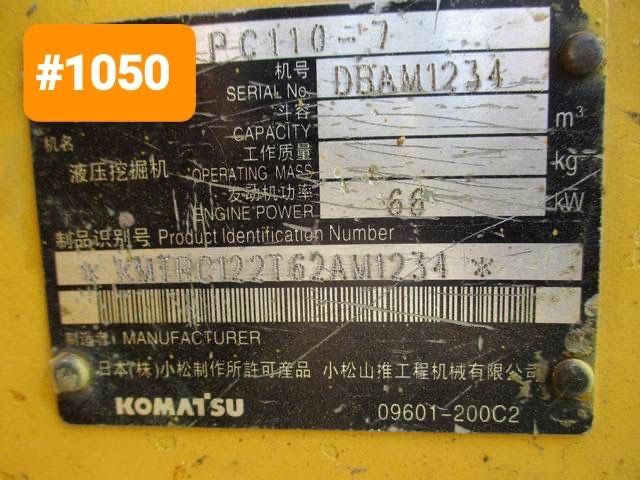 #1050
PC110-7
机号
SERIAL No. DBAM1234
斗容
CAPACITY m³
机名
工作质量
液压挖掘机 OPERATING MASS kg
发动机功率
ENGINE POWER 66 kW
制品识别号 Product Identification Number
* KMTPC122T62AM1234 *
制造者 MANUFACTURER
日本(株)小松制作所許可産品 小松山推工程机械有限公司
KOMATSU 09601-200C2